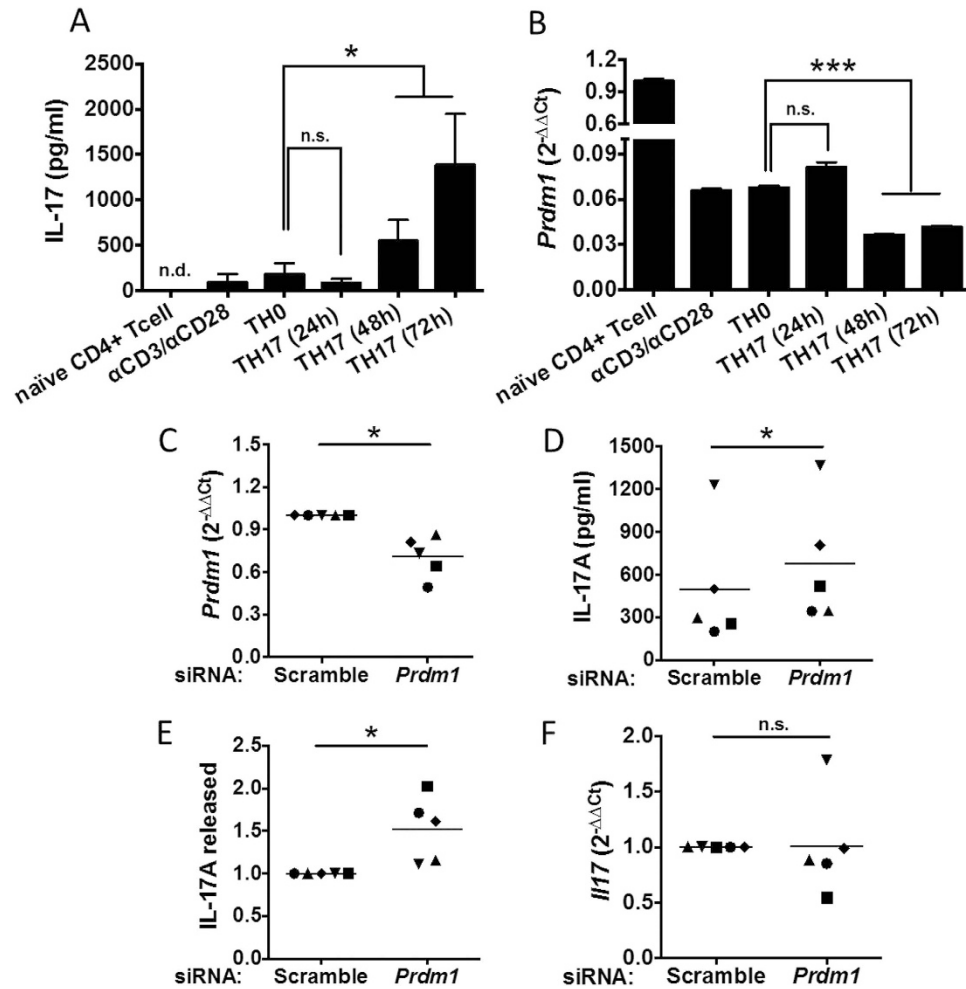 A
IL-17 (pg/ml)
2500
2000
1500
1000
500
0
n.d.
n.s.
*
naïve CD4+ Tcell
αCD3/αCD28
TH0
TH17 (24h)
TH17 (48h)
TH17 (72h)
B
Prdm1 (2-ΔΔCt)
1.2
0.9
0.6
0.09
0.06
0.03
0.00
n.s.
***
naïve CD4+ Tcell
αCD3/αCD28
TH0
TH17 (24h)
TH17 (48h)
TH17 (72h)
C
Prdm1 (2-ΔΔCt)
1.5
1.2
0.9
0.6
0.3
0.0
*
siRNA: Scramble Prdm1
D
IL-17A (pg/ml)
1500
1200
900
600
300
0
*
siRNA: Scramble Prdm1
E
IL-17A released
2.5
2.0
1.5
1.0
0.5
0.0
*
siRNA: Scramble Prdm1
F
Il17 (2-ΔΔCt)
2.0
1.5
1.0
0.5
0.0
n.s.
siRNA: Scramble Prdm1